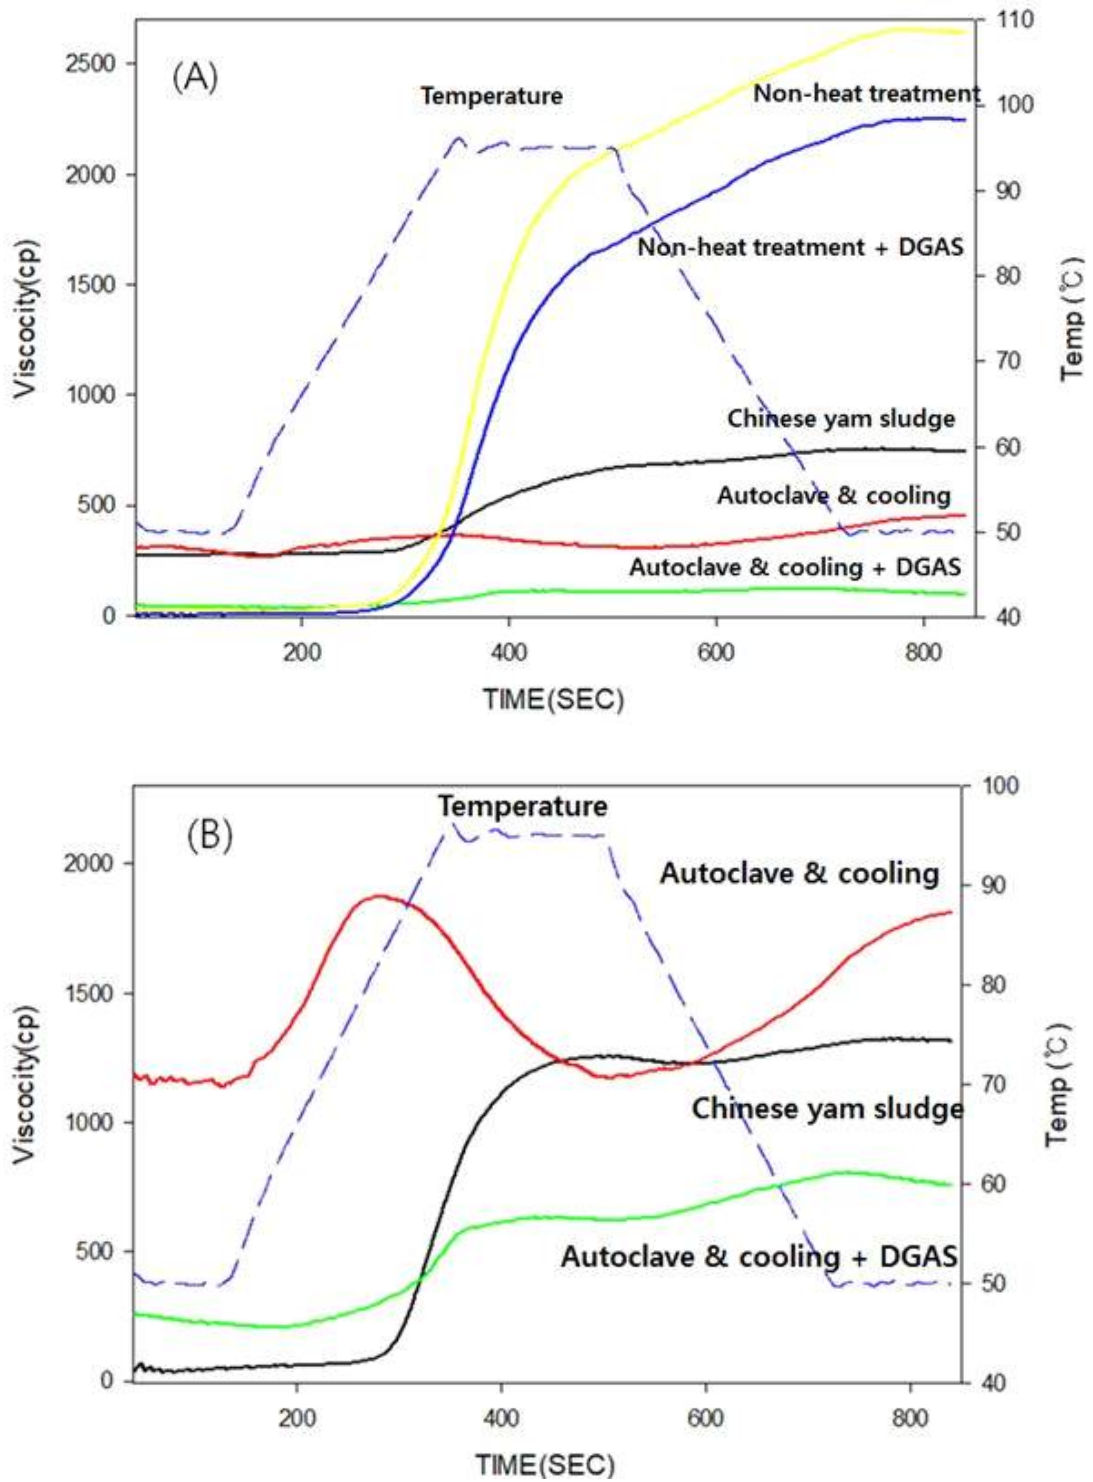 (A)
Temperature
Non-heat treatment
Non-heat treatment + DGAS
Chinese yam sludge
Autoclave & cooling
Autoclave & cooling + DGAS
Viscocity(cp)
2500
2000
1500
1000
500
0
110
100
90
80
70
60
50
40
Temp (℃)
200 400 600 800
TIME(SEC)
(B)
Temperature
Autoclave & cooling
Chinese yam sludge
Autoclave & cooling + DGAS
Viscocity(cp)
2000
1500
1000
500
0
100
90
80
70
60
50
40
Temp (℃)
200 400 600 800
TIME(SEC)